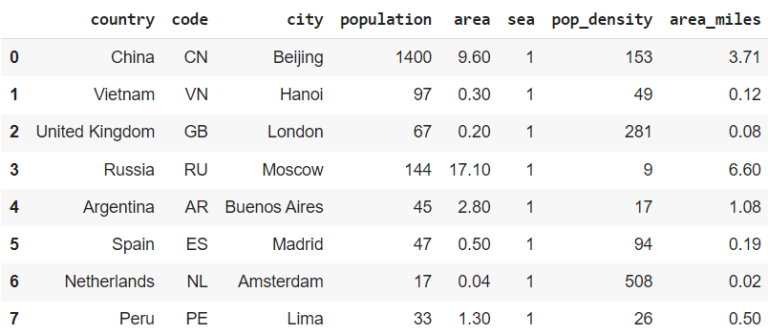 country code city population area sea pop_density area_miles
0 China CN Beijing 1400 9.60 1 153 3.71
1 Vietnam VN Hanoi 97 0.30 1 49 0.12
2 United Kingdom GB London 67 0.20 1 281 0.08
3 Russia RU Moscow 144 17.10 1 9 6.60
4 Argentina AR Buenos Aires 45 2.80 1 17 1.08
5 Spain ES Madrid 47 0.50 1 94 0.19
6 Netherlands NL Amsterdam 17 0.04 1 508 0.02
7 Peru PE Lima 33 1.30 1 26 0.50